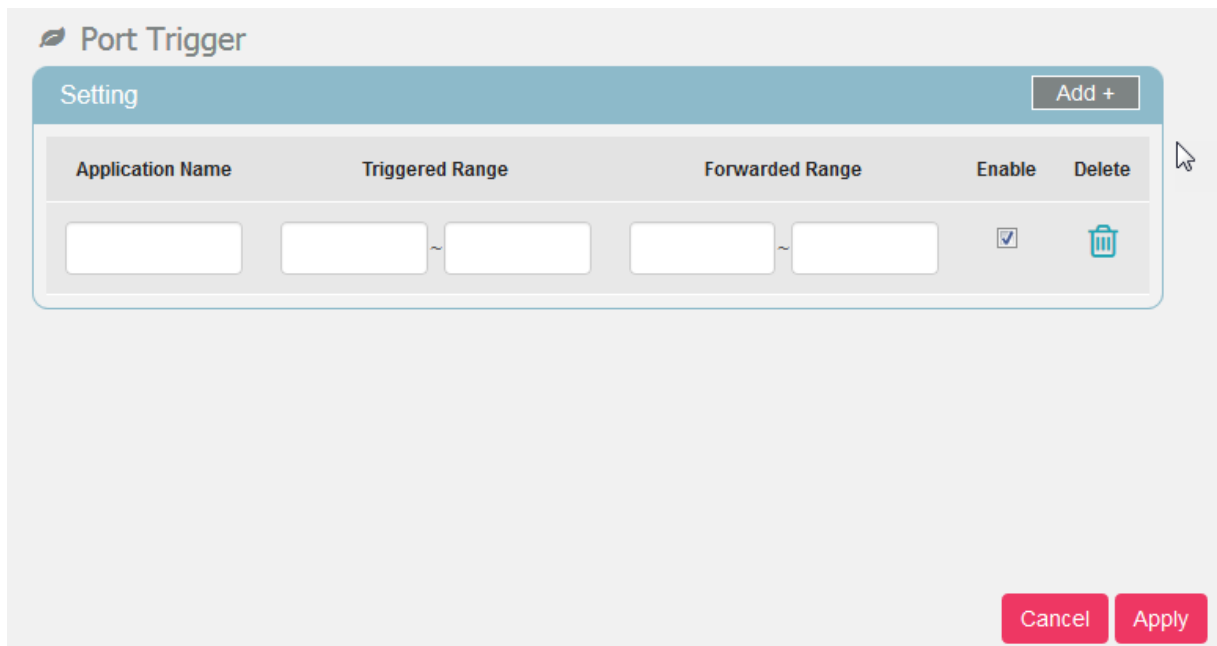 Port Trigger
Setting
Add +
Application Name Triggered Range Forwarded Range Enable Delete
~ ~
Cancel Apply